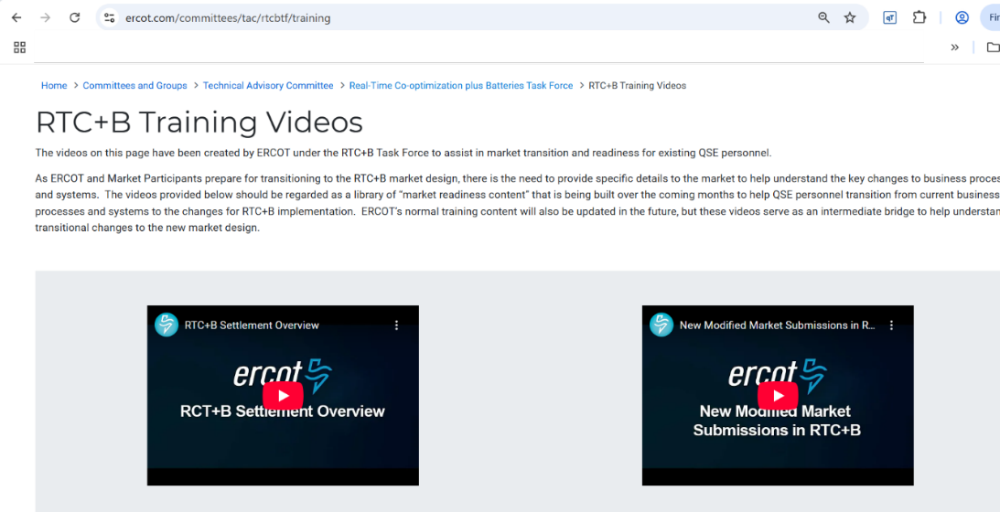 ercot.com/committees/tac/rtcbtf/training
qT
Fir
Home > Committees and Groups > Technical Advisory Committee > Real-Time Co-optimization plus Batteries Task Force > RTC+B Training Videos
RTC+B Training Videos
The videos on this page have been created by ERCOT under the RTC+B Task Force to assist in market transition and readiness for existing QSE personnel.
As ERCOT and Market Participants prepare for transitioning to the RTC+B market design, there is the need to provide specific details to the market to help understand the key changes to business proces
and systems.  The videos provided below should be regarded as a library of "market readiness content" that is being built over the coming months to help QSE personnel transition from current business
processes and systems to the changes for RTC+B implementation.  ERCOT's normal training content will also be updated in the future, but these videos serve as an intermediate bridge to help understan
transitional changes to the new market design.
RTC+B Settlement Overview
ercot
RCT+B Settlement Overview
New Modified Market Submissions in R...
ercot
New Modified Market
Submissions in RTC+B